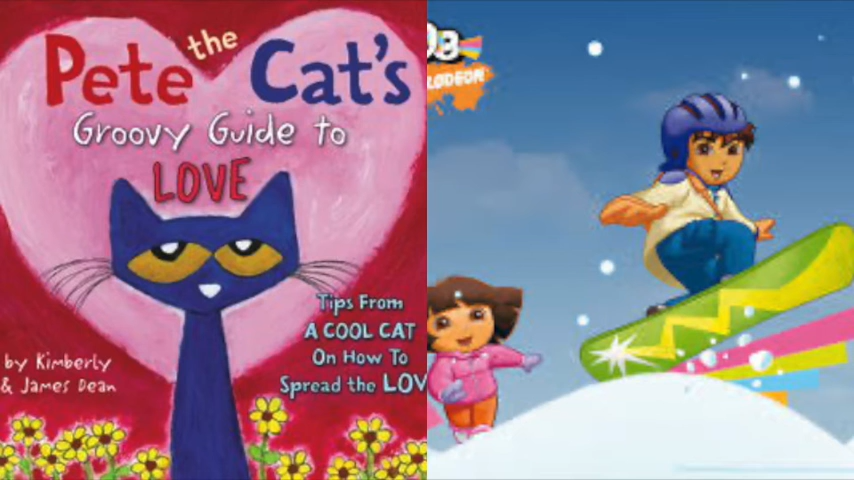 Pete the Cat's
Groovy Guide to
LOVE
Tips From
A COOL CAT
On How To
Spread the LOV
by Kimberly
& James Dean
LODEON